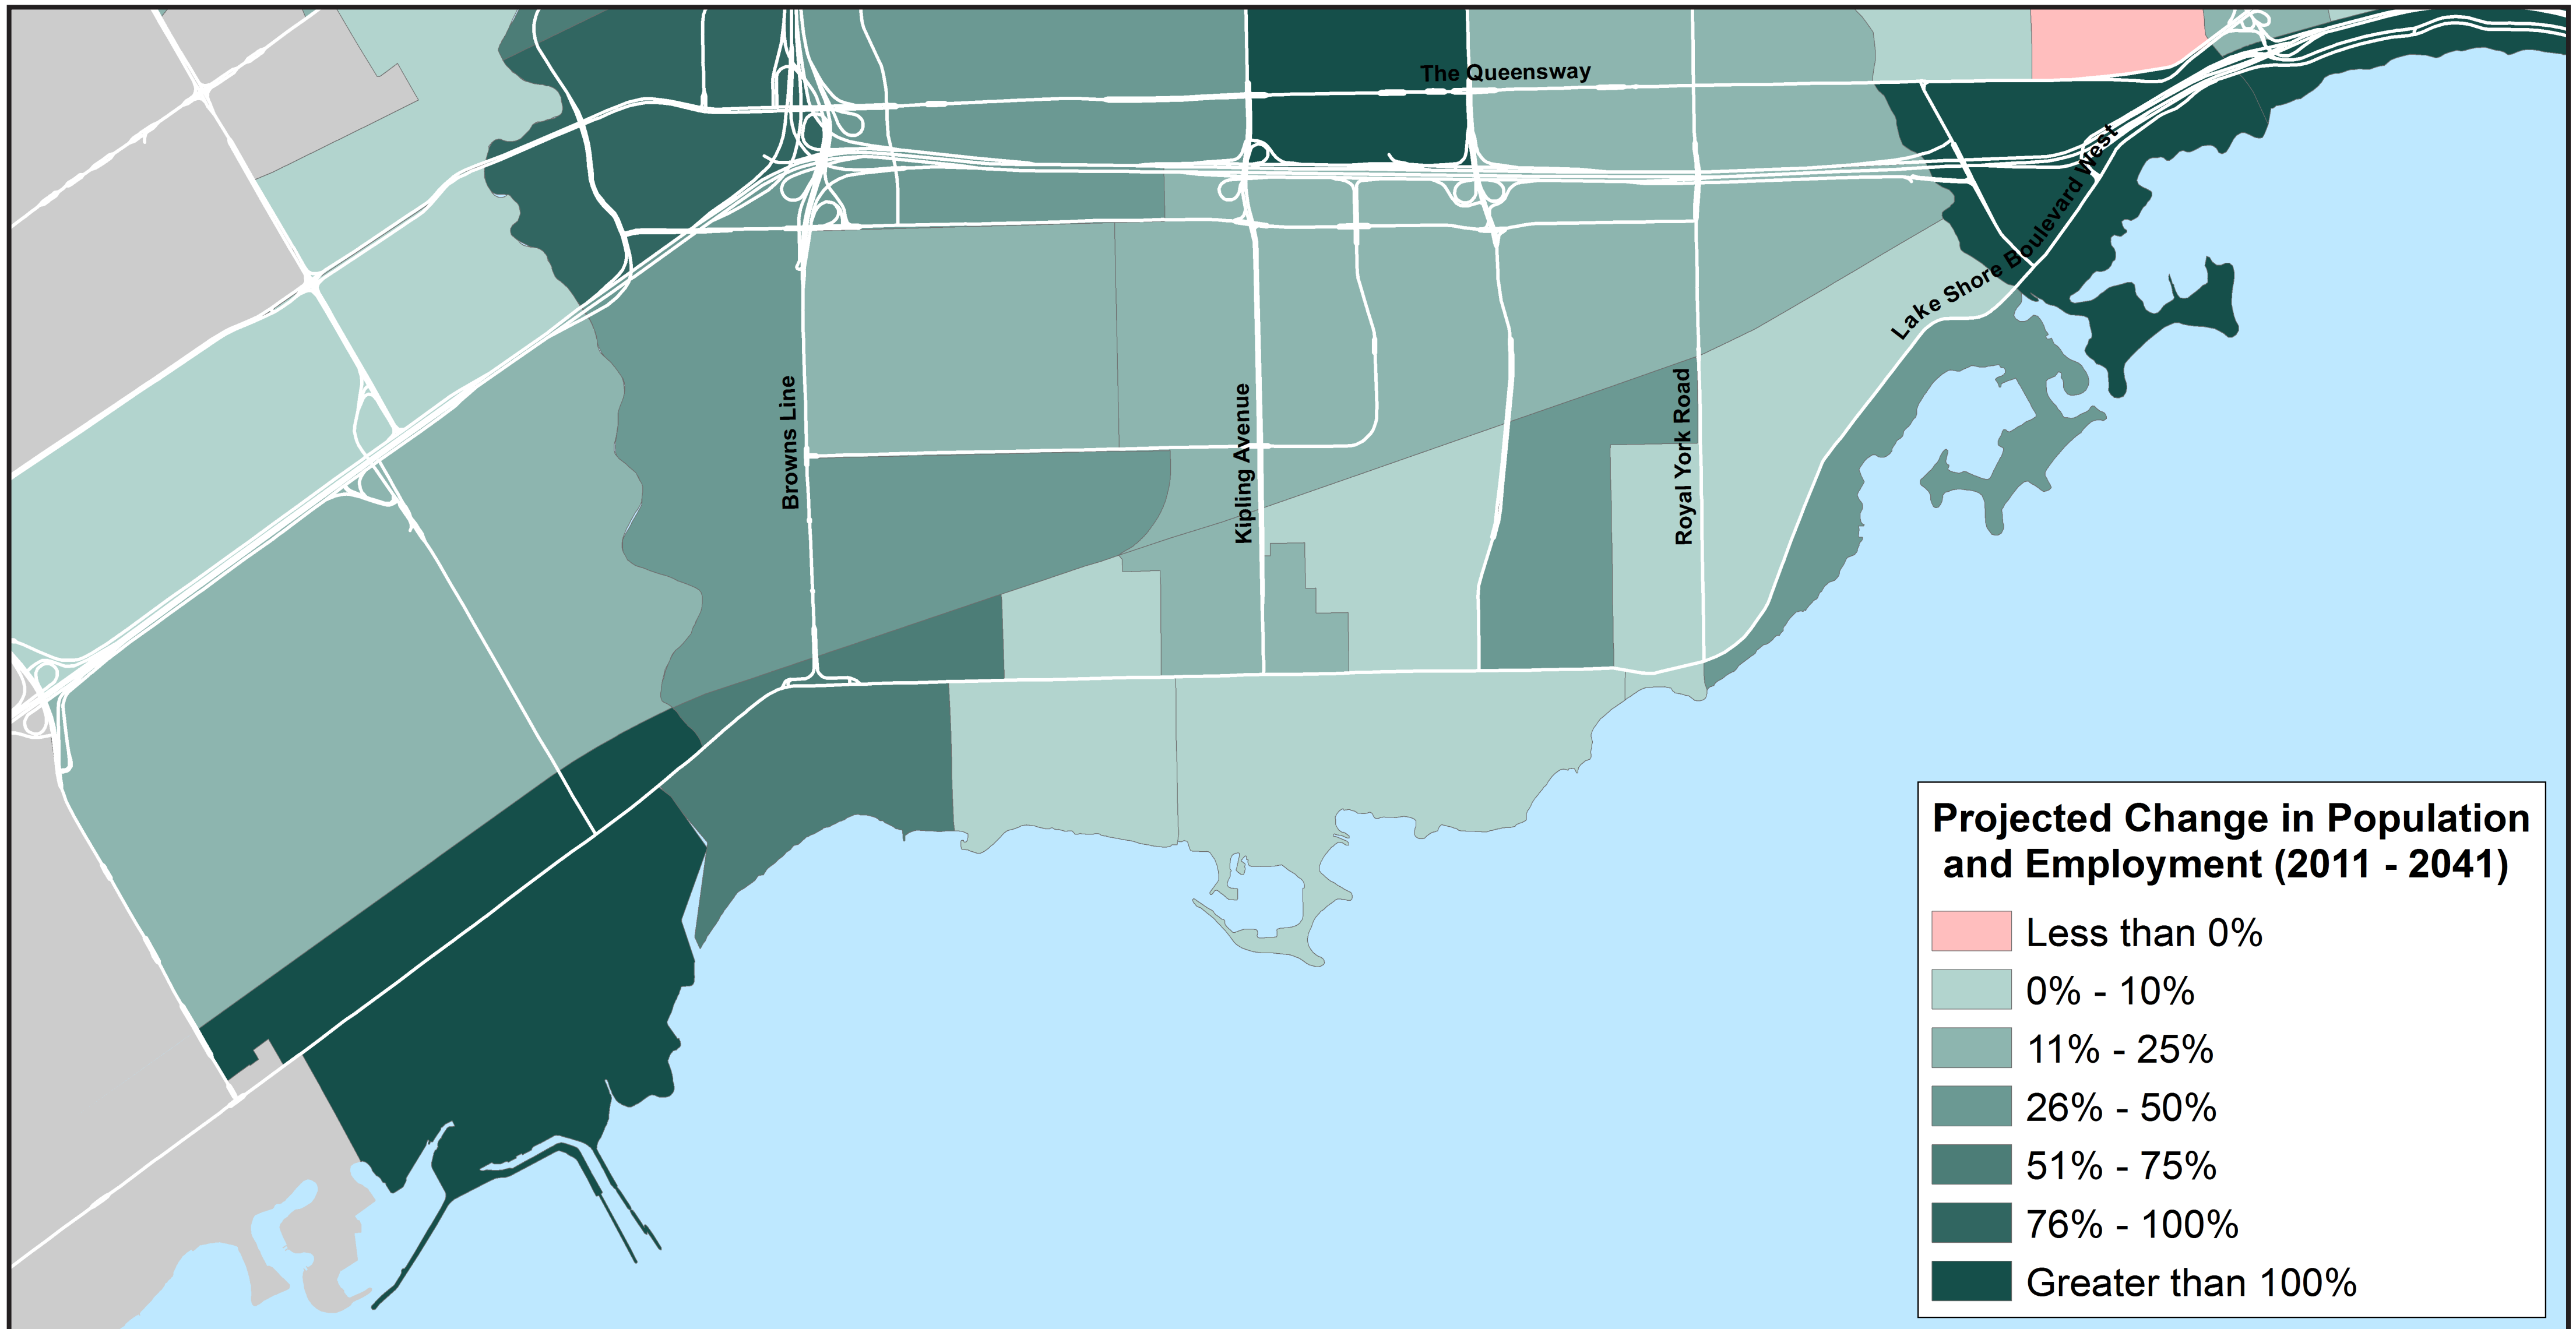 The Queensway
Lake Shore Boulevard West
Browns Line
Kipling Avenue
Royal York Road
Projected Change in Population
and Employment (2011 - 2041)
Less than 0%
0% - 10%
11% - 25%
26% - 50%
51% - 75%
76% - 100%
Greater than 100%